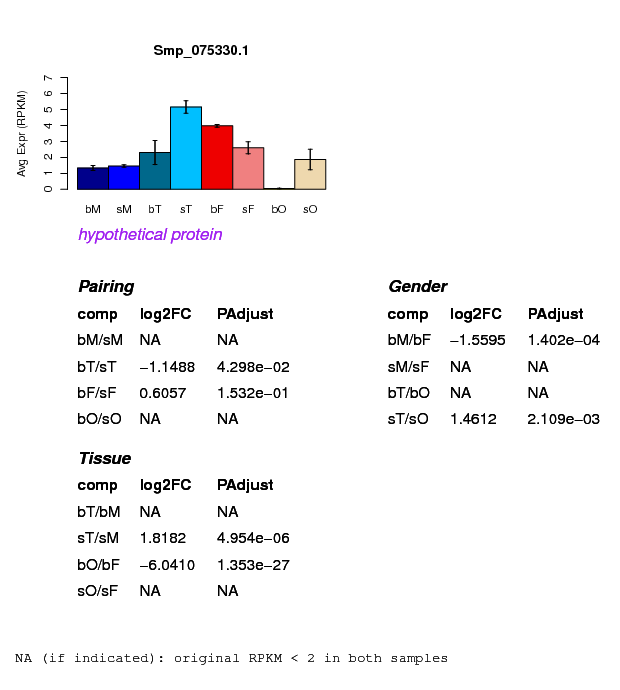 Smp_075330.1
Avg Expr (RPKM)
0 1 2 3 4 5 6 7
bM sM bT sT bF sF bO sO
hypothetical protein
Pairing
comp log2FC PAdjust
bM/sM NA NA
bT/sT −1.1488 4.298e−02
bF/sF 0.6057 1.532e−01
bO/sO NA NA
Gender
comp log2FC PAdjust
bM/bF −1.5595 1.402e−04
sM/sF NA NA
bT/bO NA NA
sT/sO 1.4612 2.109e−03
Tissue
comp log2FC PAdjust
bT/bM NA NA
sT/sM 1.8182 4.954e−06
bO/bF −6.0410 1.353e−27
sO/sF NA NA
NA (if indicated): original RPKM < 2 in both samples